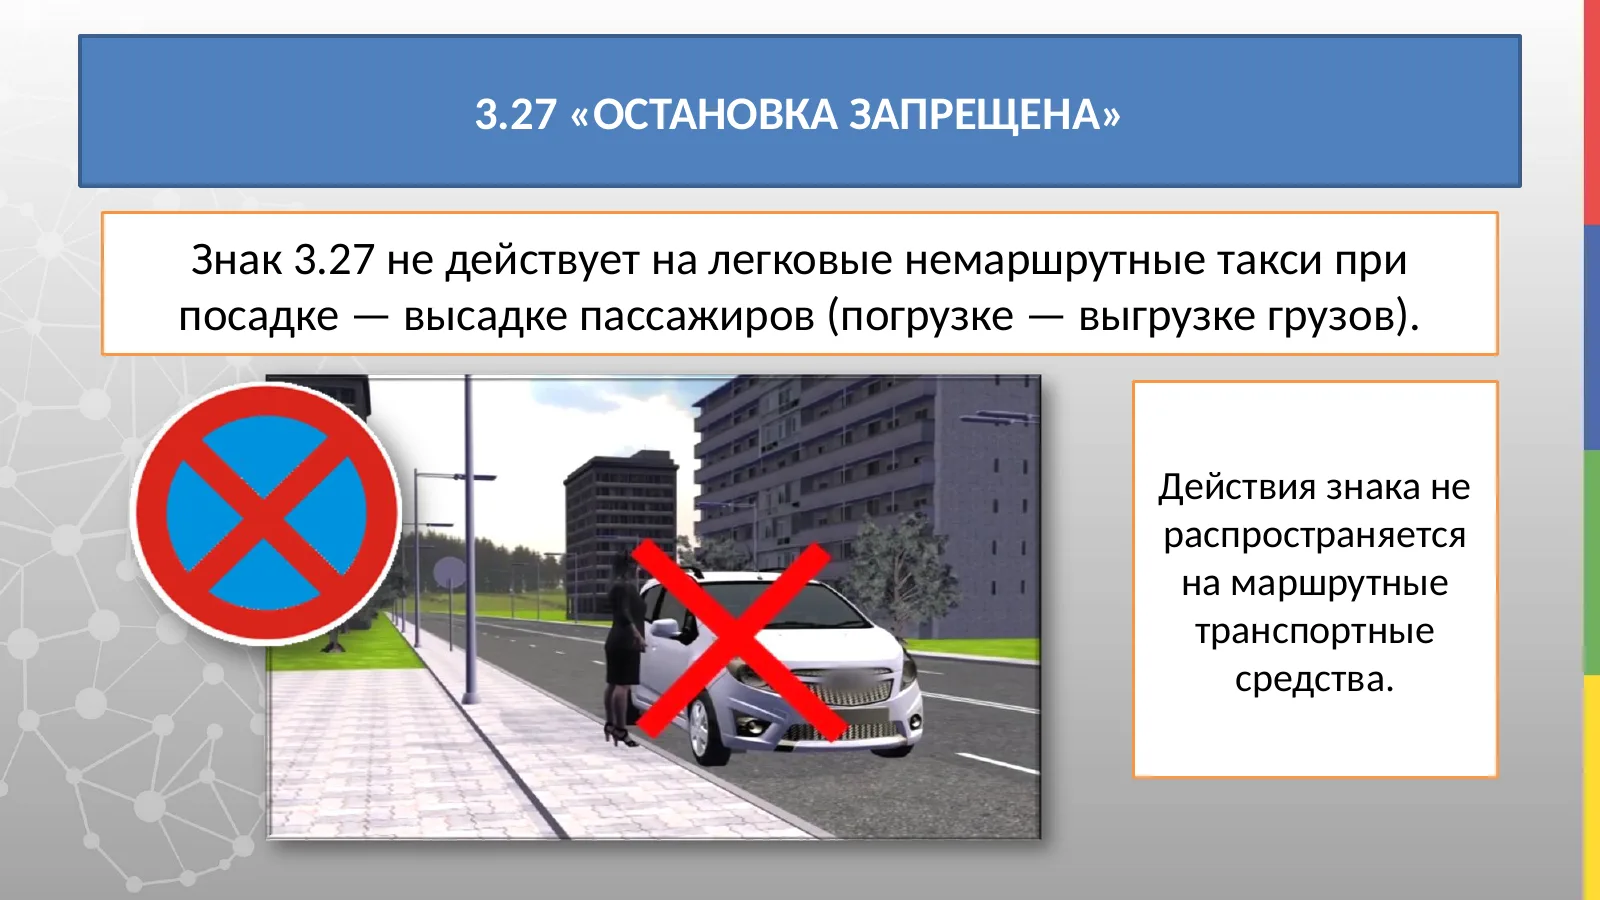 3.27 «ОСТАНОВКА ЗАПРЕЩЕНА»
Знак 3.27 не действует на легковые немаршрутные такси при
посадке — высадке пассажиров (погрузке — выгрузке грузов).
Действия знака не
распространяется
на маршрутные
транспортные
средства.